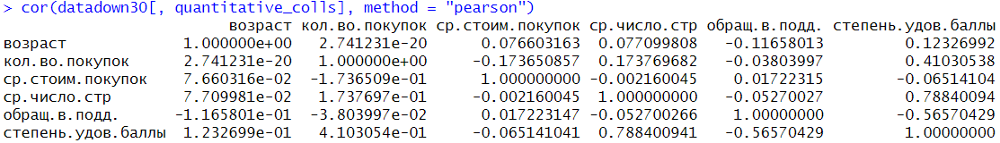 > cor(datadown30[, quantitative_colls], method = "pearson")
возраст кол.во.покупок ср.стоим.покупок ср.число.стр обращ.в.подд. степень.удов.баллы
возраст 1.000000e+00 2.741231e-20 0.076603163 0.077099808 -0.11658013 0.12326992
кол.во.покупок 2.741231e-20 1.000000e+00 -0.173650857 0.173769682 -0.03803997 0.41030538
ср.стоим.покупок 7.660316e-02 -1.736509e-01 1.000000000 -0.002160045 0.01722315 -0.06514104
ср.число.стр 7.709981e-02 1.737697e-01 -0.002160045 1.000000000 -0.05270027 0.78840094
обращ.в.подд. -1.165801e-01 -3.803997e-02 0.017223147 -0.052700266 1.00000000 -0.56570429
степень.удов.баллы 1.232699e-01 4.103054e-01 -0.065141041 0.788400941 -0.56570429 1.00000000